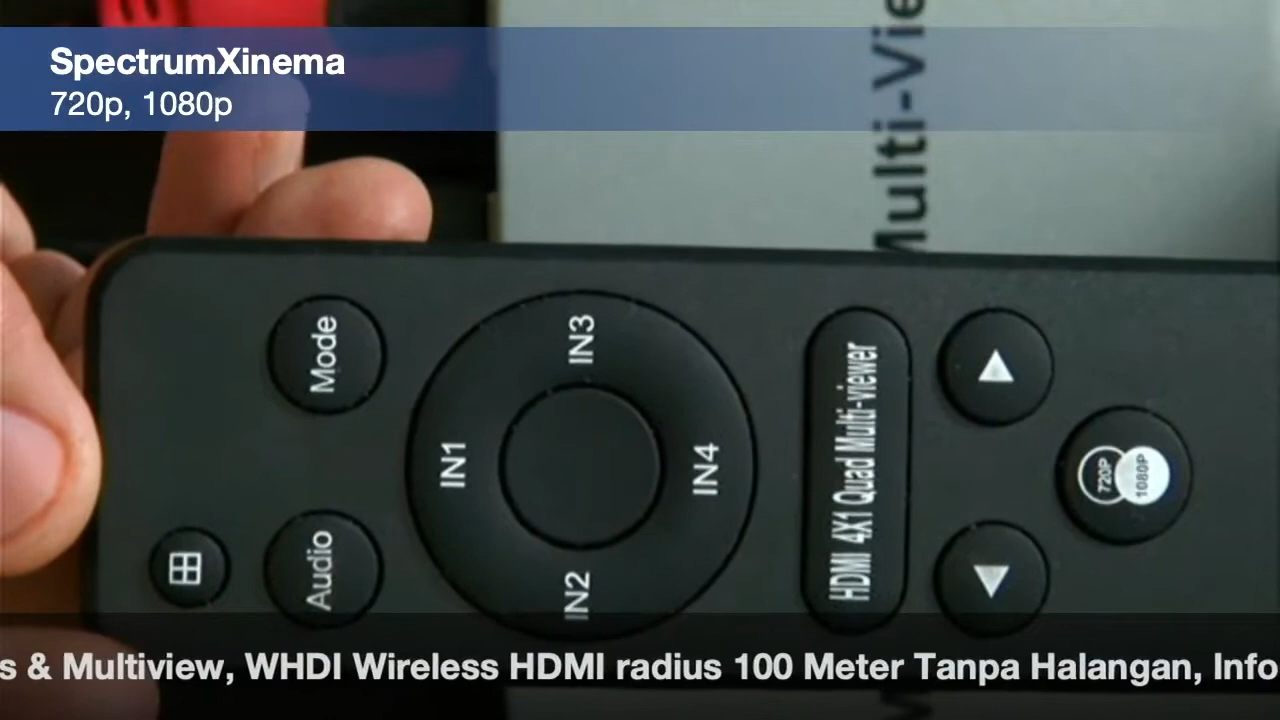 SpectrumXinema
720p, 1080p
Multi-Vie
Mode
Audio
IN3
IN1
IN4
IN2
HDMI 4X1 Quad Multi-viewer
720P
1080P
s & Multiview, WHDI Wireless HDMI radius 100 Meter Tanpa Halangan, Info